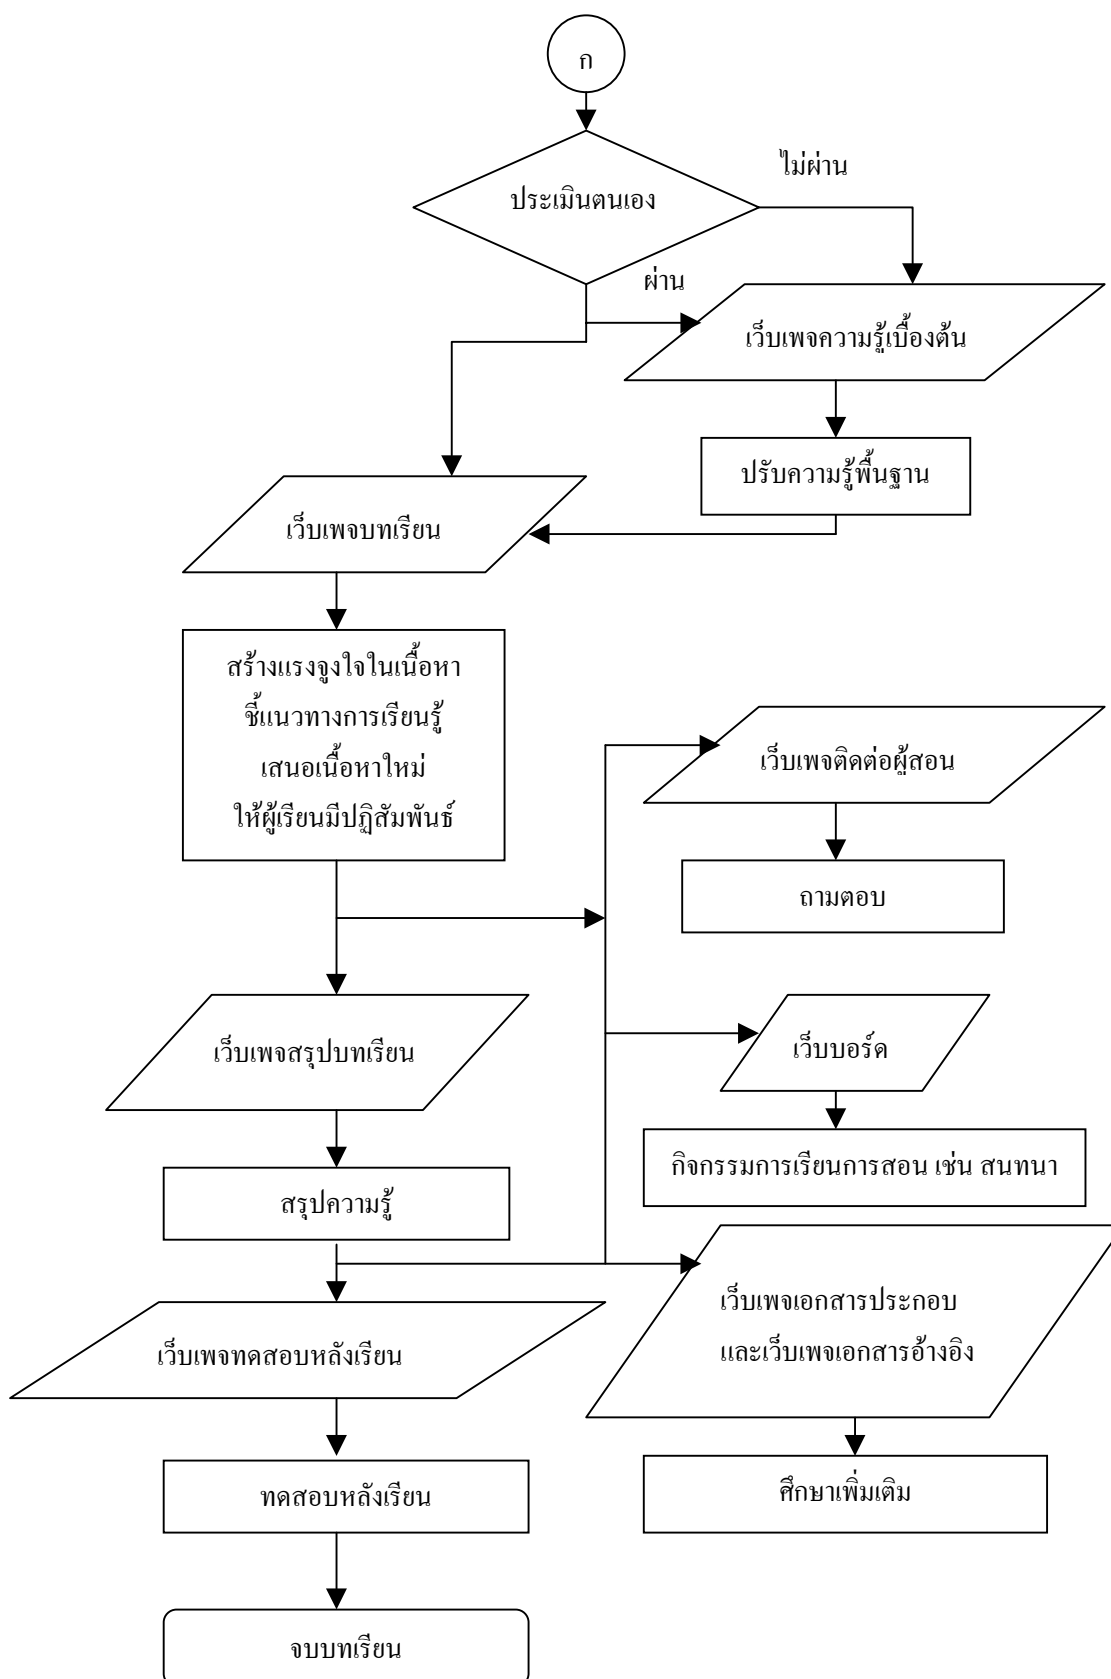 ก
ไม่ผ่าน
ประเมินตนเอง
ผ่าน
เว็บเพจความรู้เบื้องต้น
ปรับความรู้พื้นฐาน
เว็บเพจบทเรียน
สร้างแรงจูงใจในเนื้อหา
ชี้แนวทางการเรียนรู้
เสนอเนื้อหาใหม่
ให้ผู้เรียนมีปฏิสัมพันธ์
เว็บเพจติดต่อผู้สอน
ถามตอบ
เว็บเพจสรุปบทเรียน
เว็บบอร์ด
กิจกรรมการเรียนการสอน เช่น สนทนา
สรุปความรู้
เว็บเพจเอกสารประกอบ
และเว็บเพจเอกสารอ้างอิง
เว็บเพจทดสอบหลังเรียน
ศึกษาเพิ่มเติม
ทดสอบหลังเรียน
จบบทเรียน